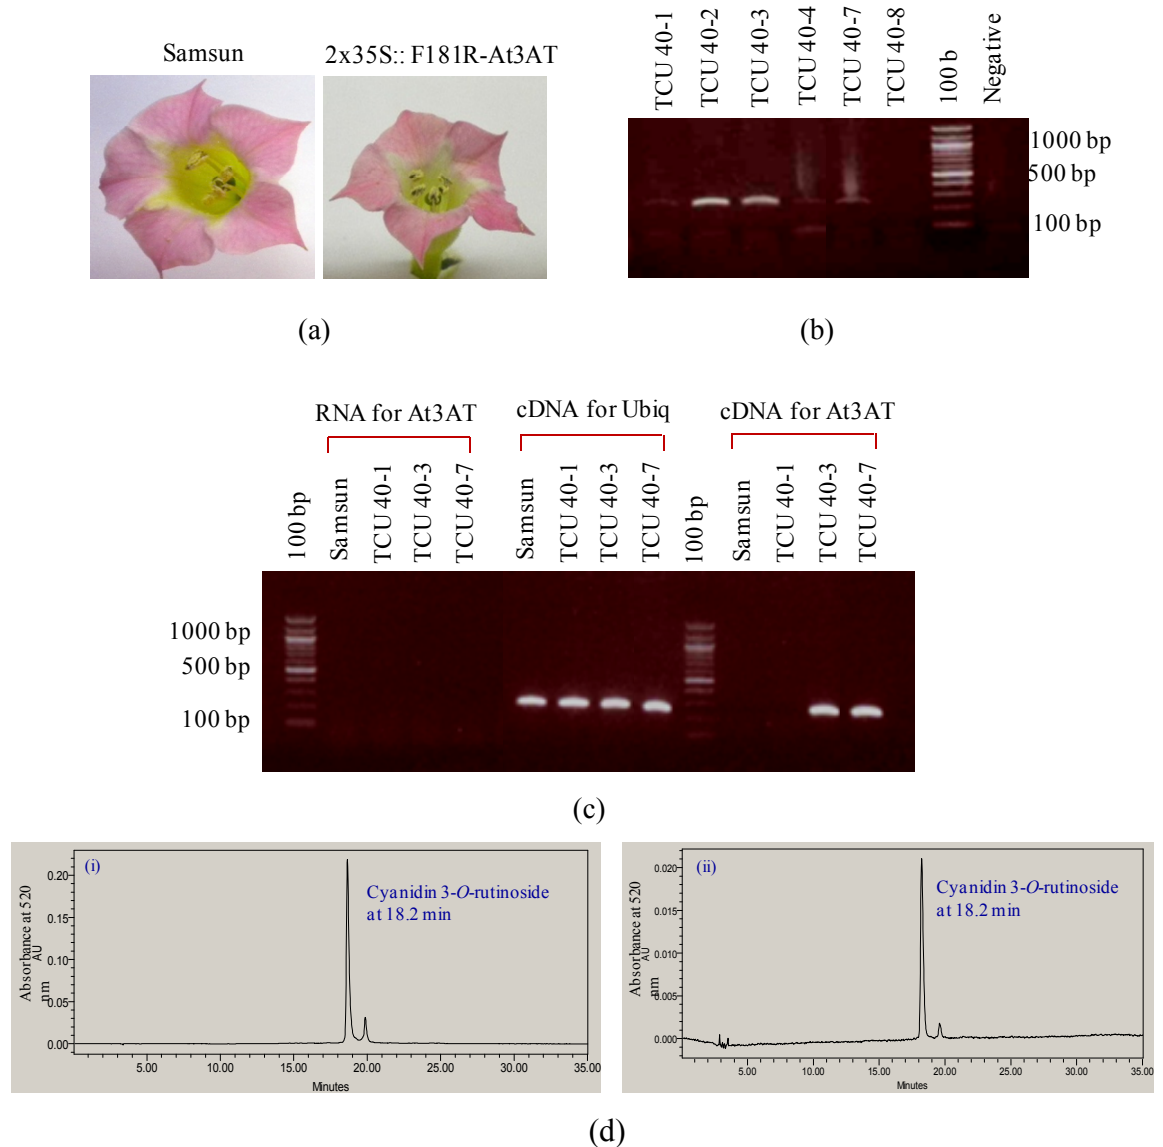 Samsun
2x35S:: F181R-At3AT
(a)
TCU 40-1
TCU 40-2
TCU 40-3
TCU 40-4
TCU 40-7
TCU 40-8
100 b
Negative
1000 bp
500 bp
100 bp
(b)
RNA for At3AT
cDNA for Ubiq
cDNA for At3AT
100 bp
Samsun
TCU 40-1
TCU 40-3
TCU 40-7
Samsun
TCU 40-1
TCU 40-3
TCU 40-7
100 bp
Samsun
TCU 40-1
TCU 40-3
TCU 40-7
1000 bp
500 bp
100 bp
(c)
(i)
Cyanidin 3-O-rutinoside
at 18.2 min
Absorbance at 520
nm
AU
0.20
0.15
0.10
0.05
0.00
5.00 10.00 15.00 20.00 25.00 30.00 35.00
Minutes
(ii)
Cyanidin 3-O-rutinoside
at 18.2 min
Absorbance at 520
nm
AU
0.020
0.015
0.010
0.005
0.000
5.00 10.00 15.00 20.00 25.00 30.00 35.00
Minutes
(d)